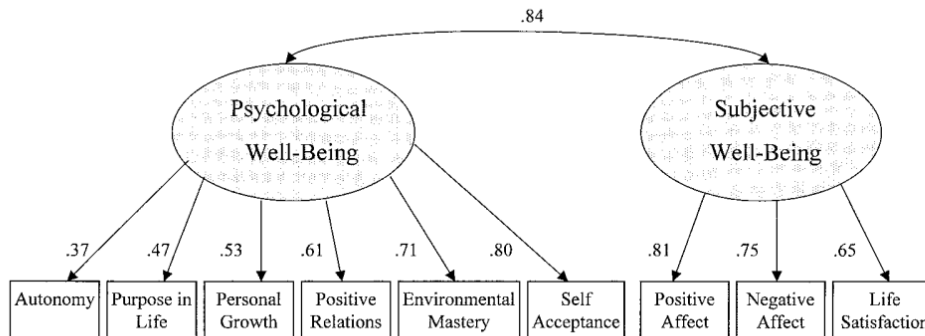 .84
Psychological
Well-Being
Subjective
Well-Being
.37
.47
.53
.61
.71
.80
.81
.75
.65
Autonomy
Purpose in
Life
Personal
Growth
Positive
Relations
Environmental
Mastery
Self
Acceptance
Positive
Affect
Negative
Affect
Life
Satisfaction